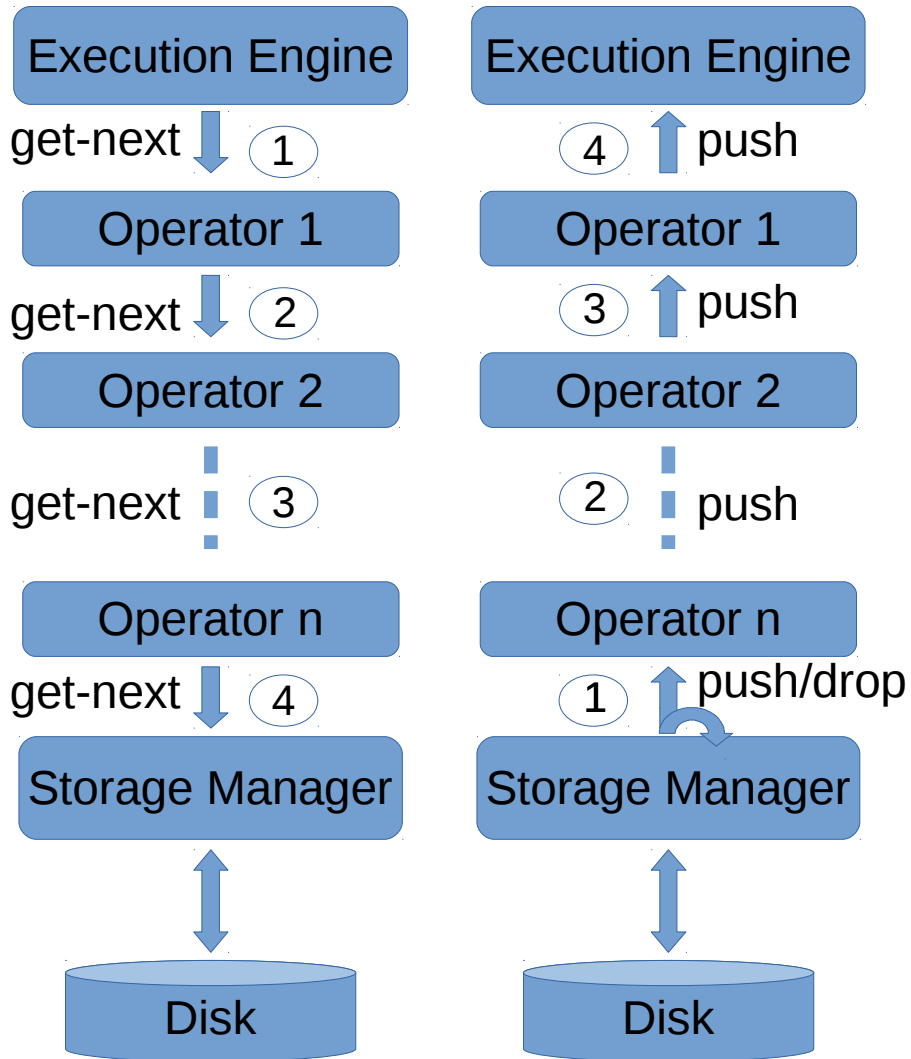 Execution Engine
get-next 1
Operator 1
get-next 2
Operator 2
get-next 3
Operator n
get-next 4
Storage Manager
Disk
Execution Engine
4 push
Operator 1
3 push
Operator 2
2 push
Operator n
1 push/drop
Storage Manager
Disk